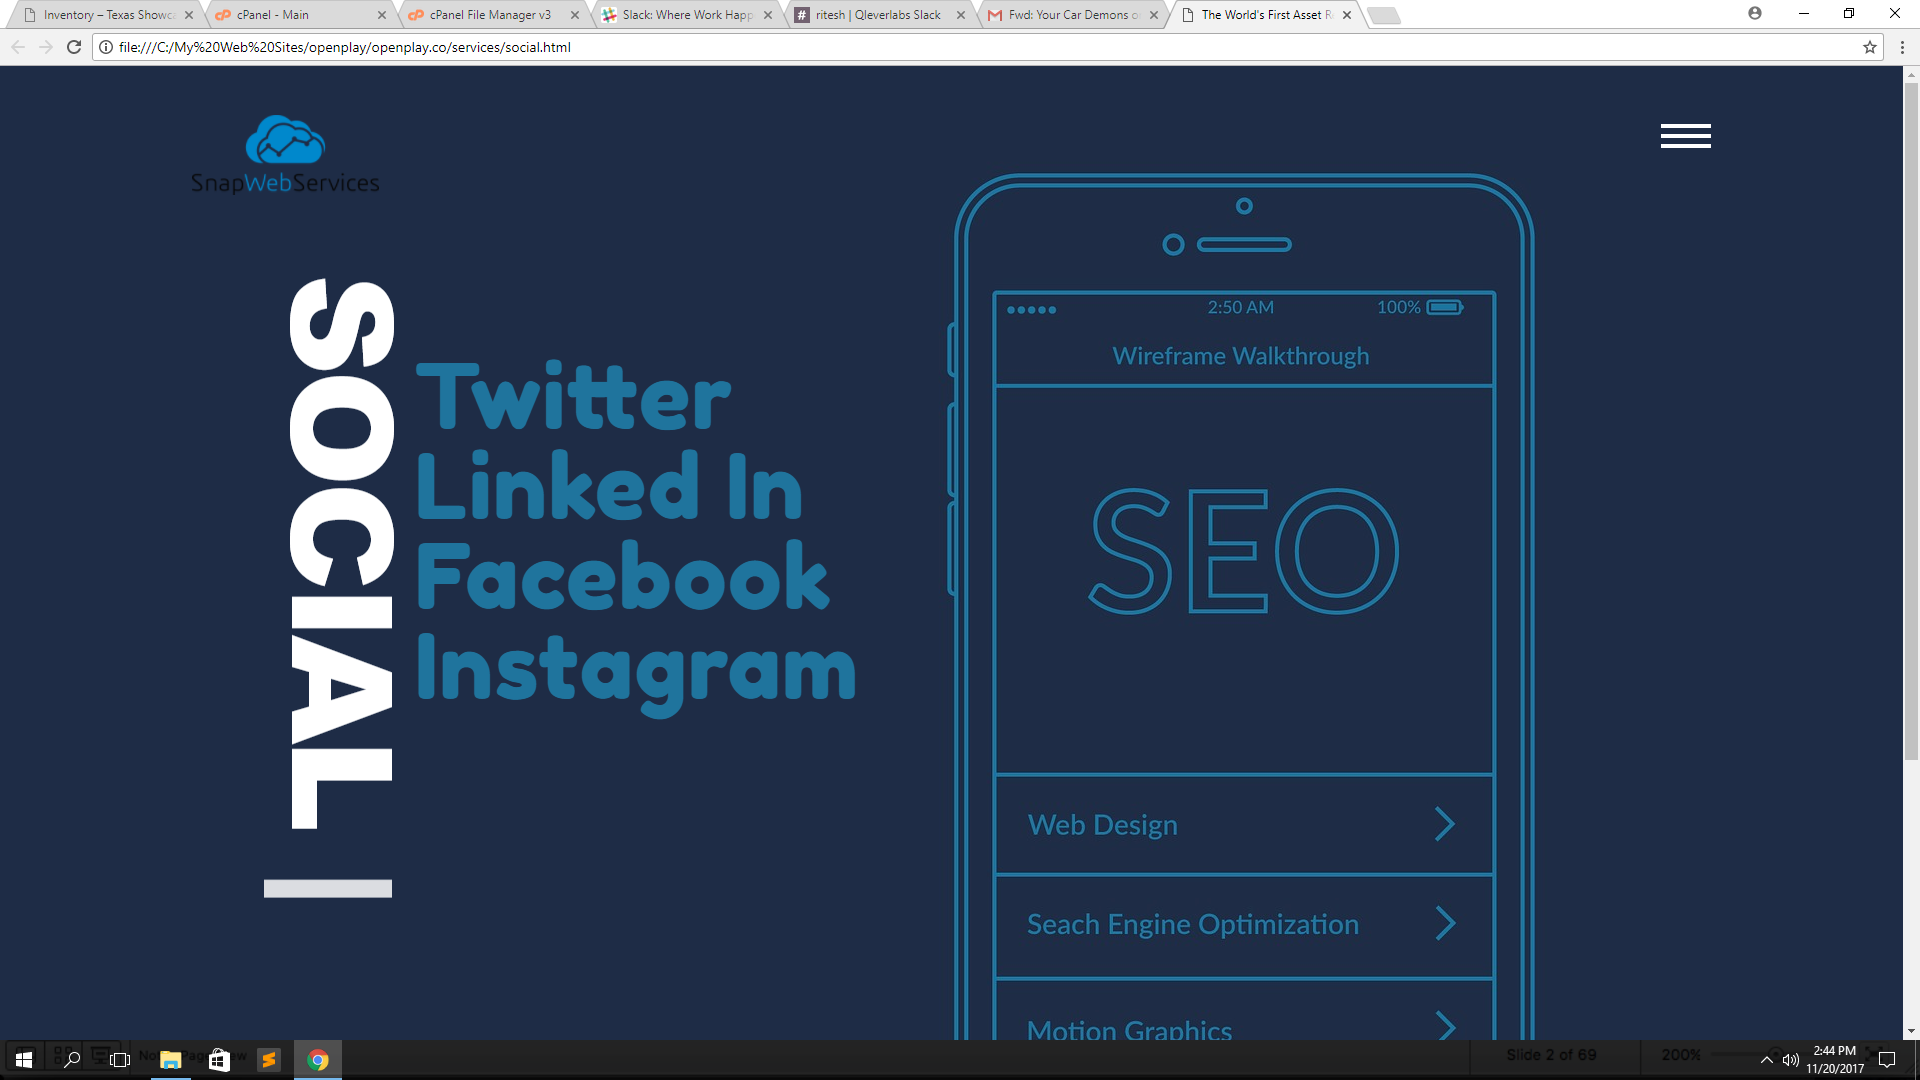 Inventory – Texas Showc
cPanel - Main
cPanel File Manager v3
Slack: Where Work Happ
ritesh | Qleverlabs Slack
Fwd: Your Car Demons o
The World's First Asset R
file:///C:/My%20Web%20Sites/openplay/openplay.co/services/social.html
SnapWebServices
SOCIAL
Twitter
Linked In
Facebook
Instagram
2:50 AM
100%
Wireframe Walkthrough
SEO
Web Design
Seach Engine Optimization
Motion Graphics
Slide 2 of 69
200%
2:44 PM
11/20/2017